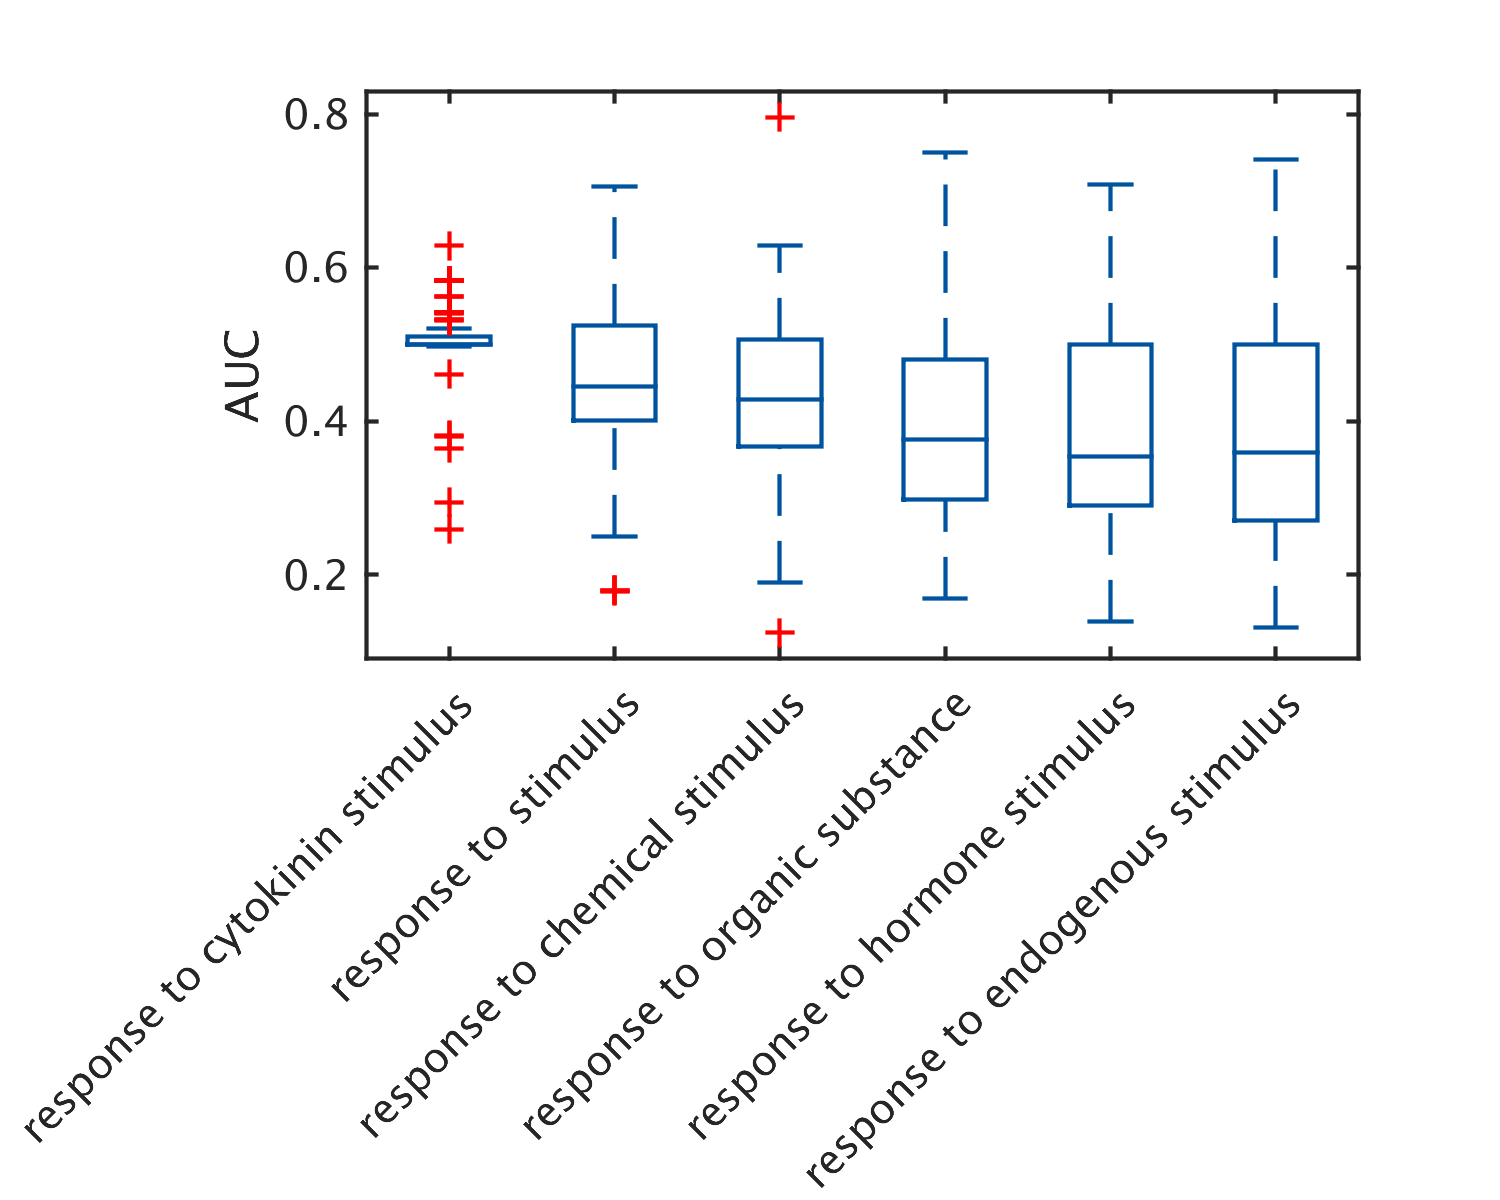 0.8
0.6
0.4
0.2
AUC
response to cytokinin stimulus
response to stimulus
response to chemical stimulus
response to organic substance
response to hormone stimulus
response to endogenous stimulus